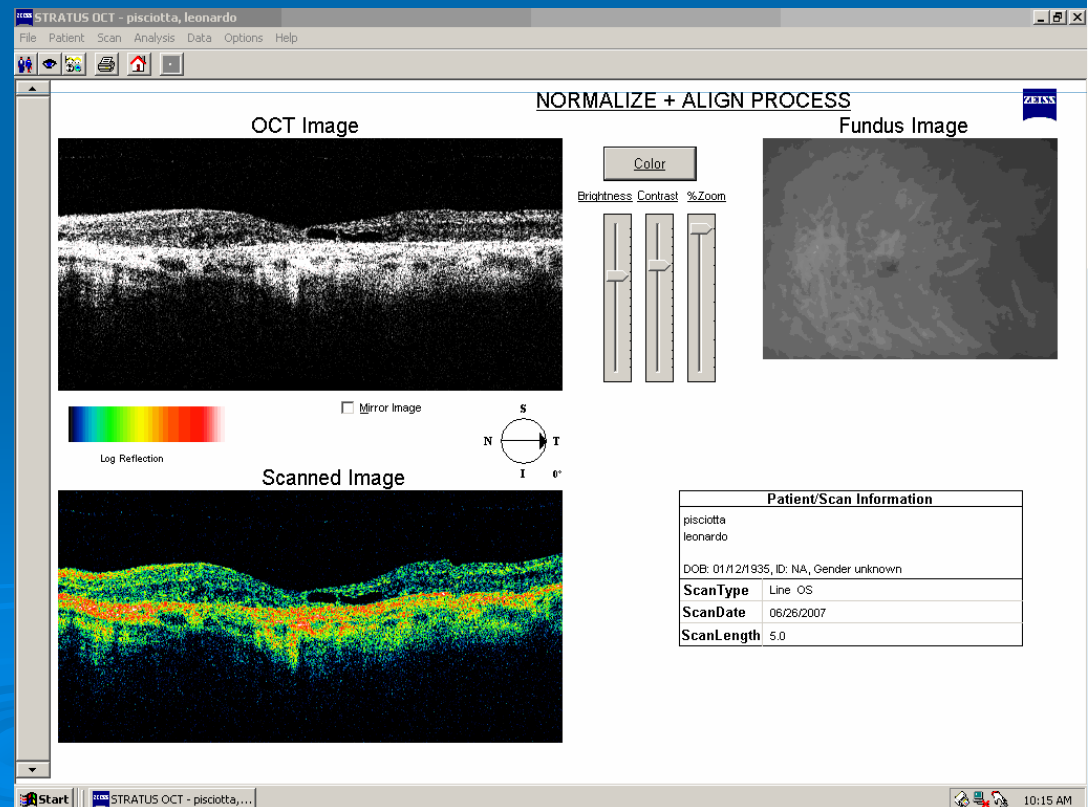 STRATUS OCT - pisciotta, leonardo
File Patient Scan Analysis Data Options Help
NORMALIZE + ALIGN PROCESS
ZEISS
OCT Image
Fundus Image
Color
Brightness Contrast %Zoom
Mirror Image
S
N T
I 0°
Log Reflection
Scanned Image
Patient/Scan Information
pisciotta
leonardo
DOB: 01/12/1935, ID: NA, Gender unknown
ScanType Line OS
ScanDate 06/26/2007
ScanLength 5.0
Start STRATUS OCT - pisciotta,... 10:15 AM